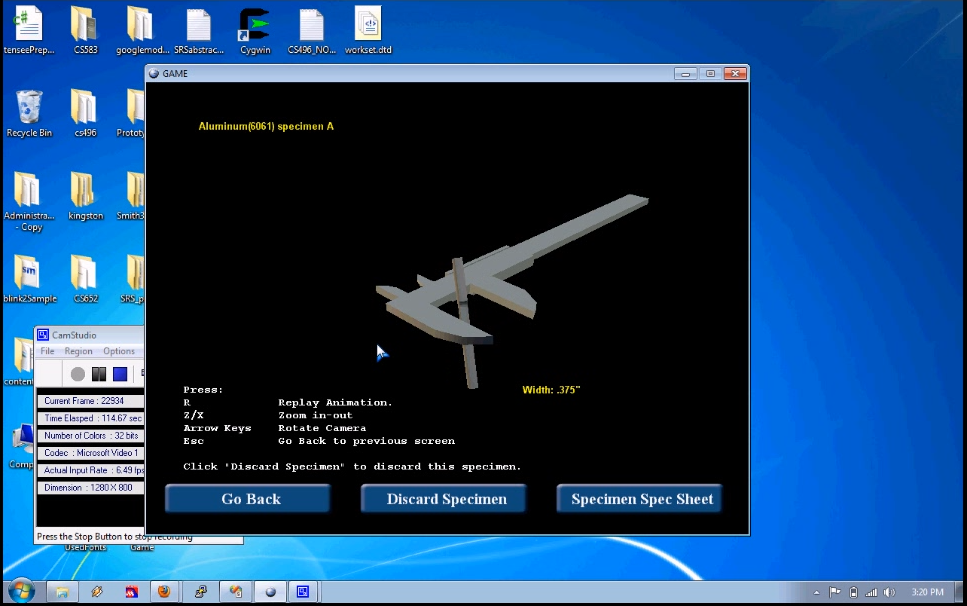 tenseePrep...
CS583
googlemod...
SRSabstrac...
Cygwin
CS496_NO...
workset.dtd
GAME
Aluminum(6061) specimen A
Recycle Bin
cs496
Prototy
Administra...
- Copy
kingston
Smith3
blink2Sample
CS652
SRS_p
CamStudio
File Region Options
content
Current Frame : 22934
Time Elasped : 114.67 sec
Number of Colors : 32 bits
Codec : Microsoft Video 1
Actual Input Rate : 6.49 fps
Dimension : 1280 X 800
Press the Stop Button to stop recording
Comp
UsedFonts
Game
Width: .375"
Press:
R Replay Animation.
Z/X Zoom in-out
Arrow Keys Rotate Camera
Esc Go Back to previous screen
Click 'Discard Specimen" to discard this specimen.
Go Back
Discard Specimen
Specimen Spec Sheet
3:20 PM